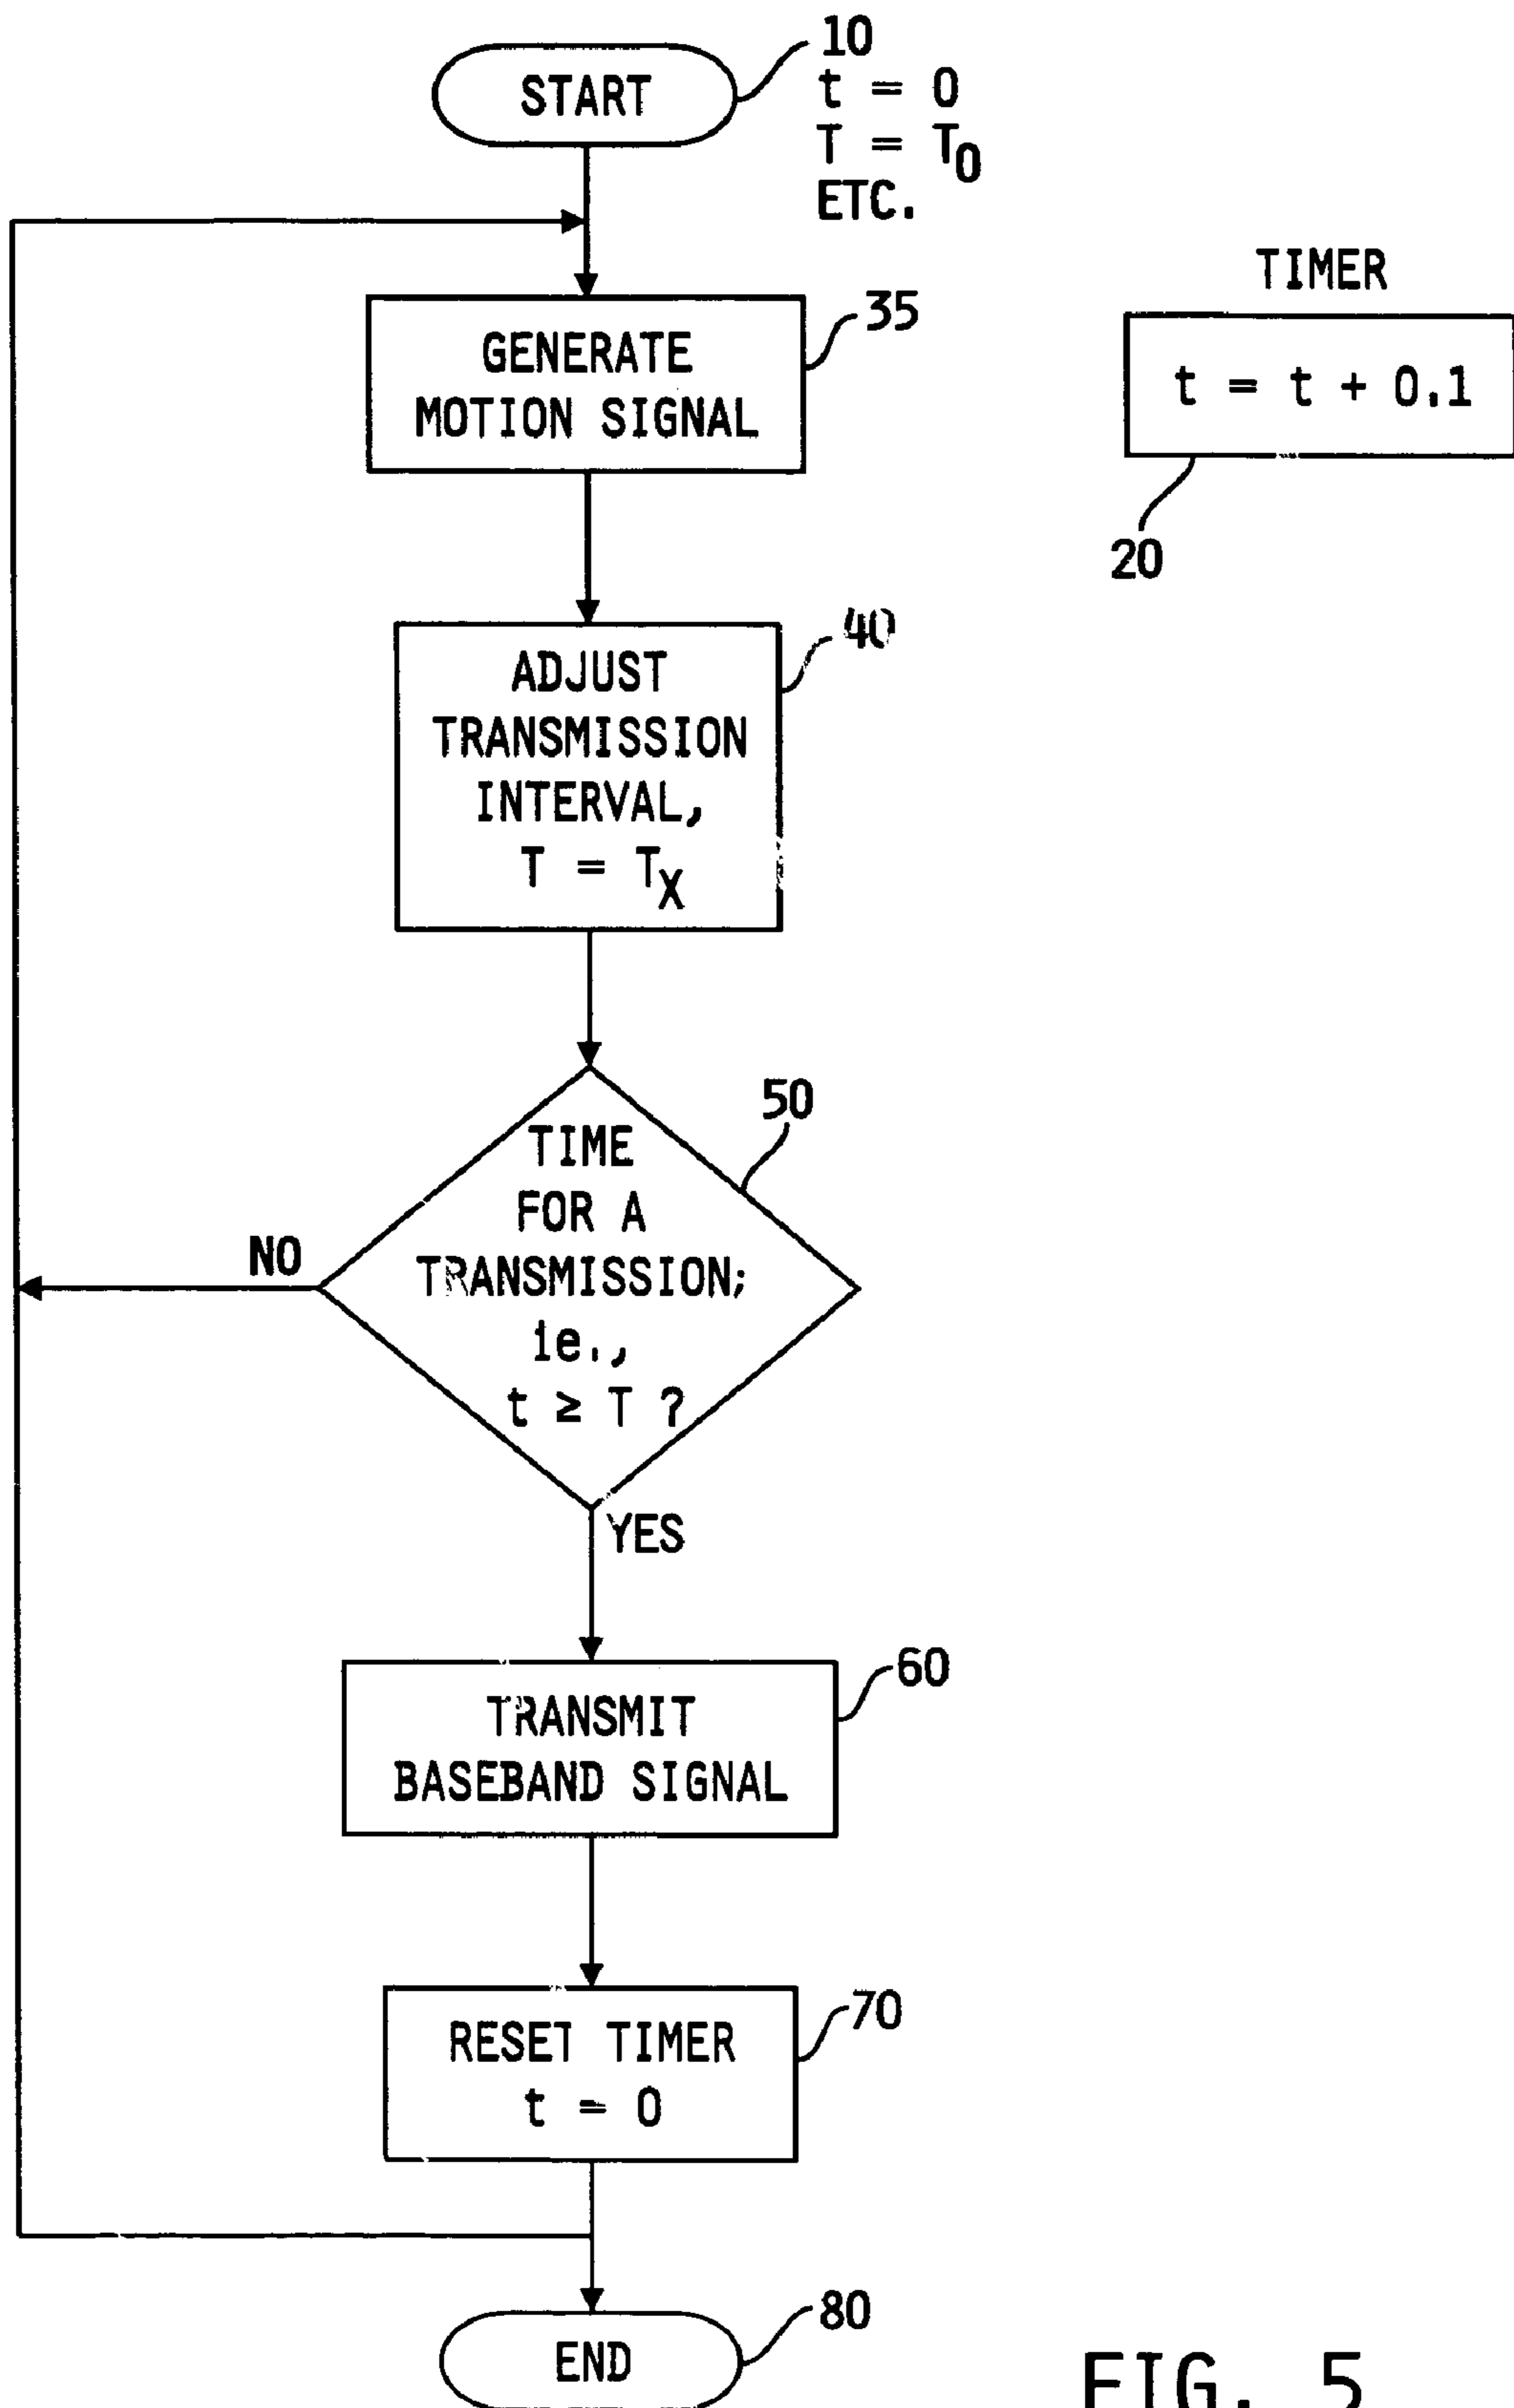 START
10
t = 0
T = T0
ETC.
GENERATE
MOTION SIGNAL
35
TIMER
t = t + 0.1
20
ADJUST
TRANSMISSION
INTERVAL,
T = TX
40
TIME
FOR A
TRANSMISSION;
ie.,
t ≥ T ?
50
NO
YES
TRANSMIT
BASEBAND SIGNAL
60
RESET TIMER
t = 0
70
END
80
FIG. 5